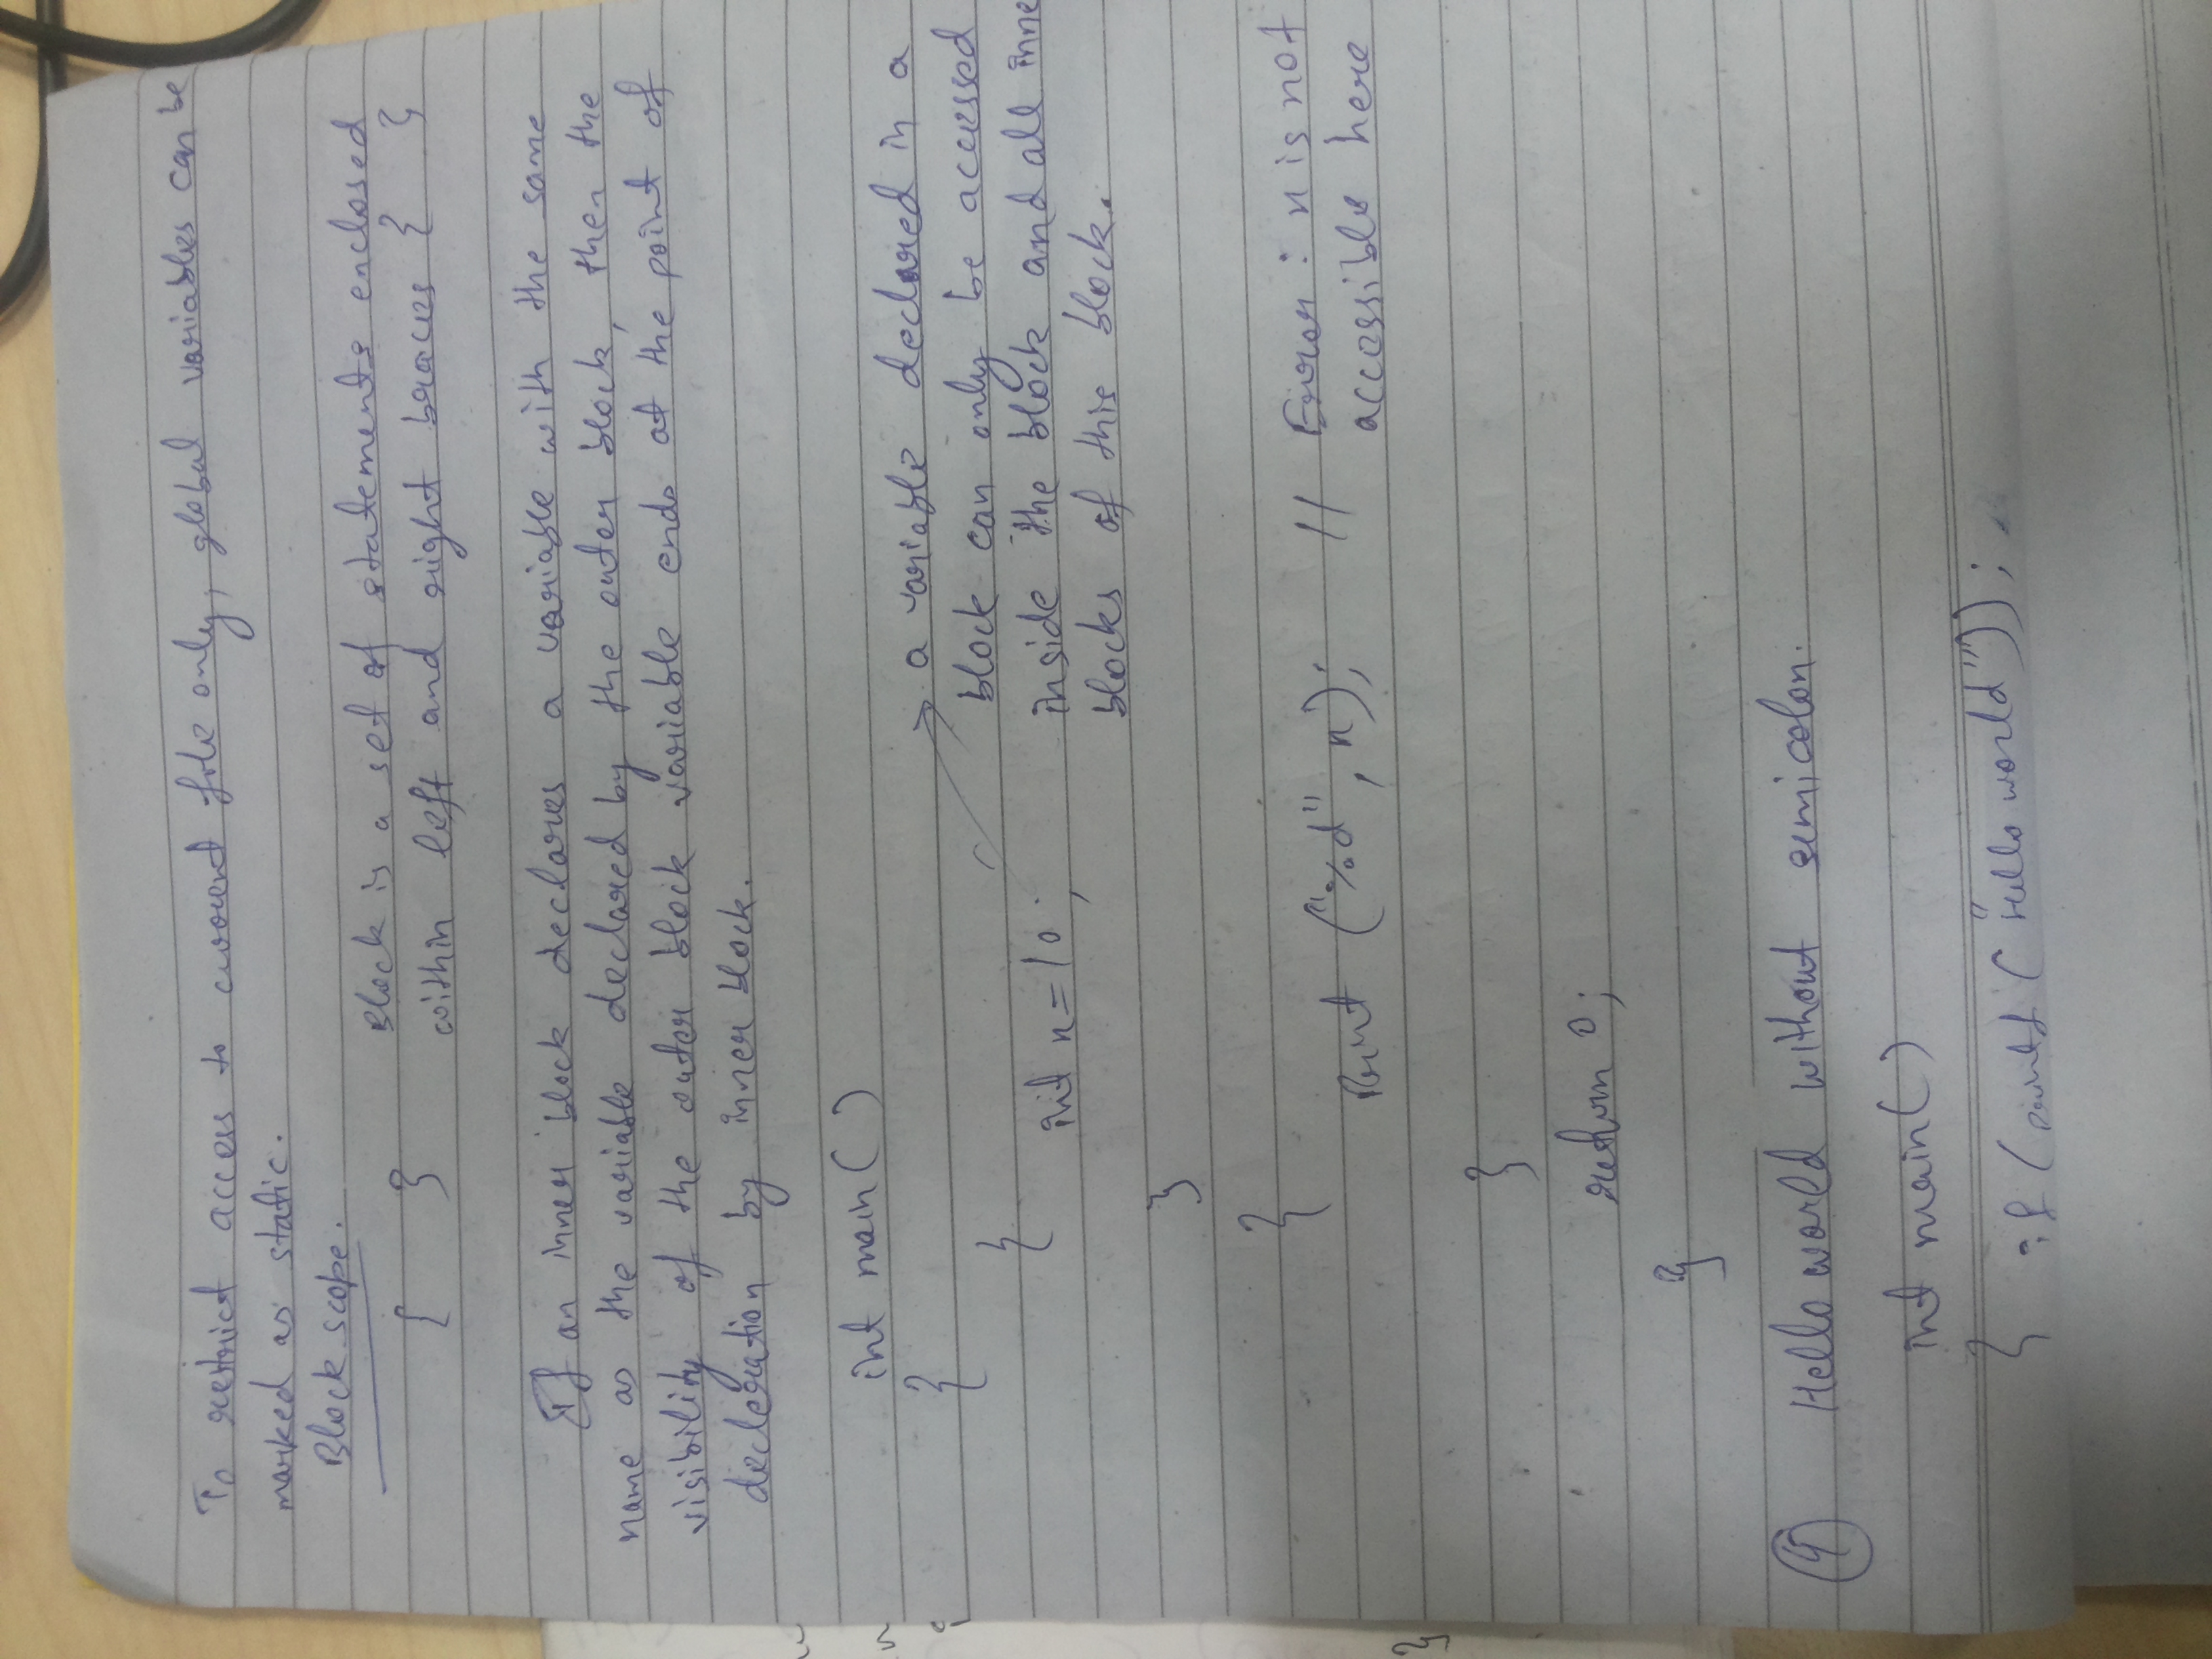 To restrict access to current file only, global variables can be
marked as static.
Block scope.
{ } Block is a set of statements enclosed
within left and right braces { }
If an inner block declares a variable with the same
name as the variable declared by the outer block, then the
visibility of the outer block variable ends at the point of
decleration by inner block.
int main ( )
{
{
int n = 10 ;
→ a variable declared in a
block can only be accessed
inside the block and all inne
blocks of this block.
}
{
Print ("%d", n); // Error : n is not
accessible here
}
return 0;
}
Hello world without semicolon.
int main ( )
{ if ( printf ( "Hello world" ) ) ;